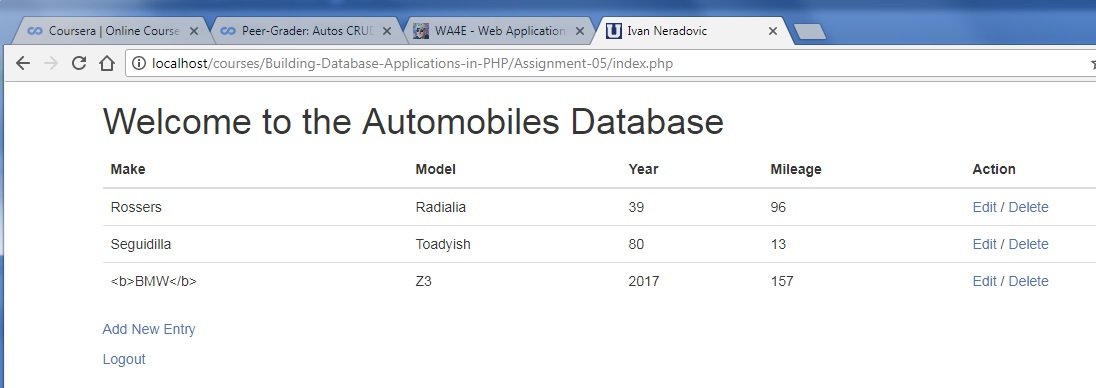 Coursera | Online Course
Peer-Grader: Autos CRUD
WA4E - Web Application
Ivan Neradovic
localhost/courses/Building-Database-Applications-in-PHP/Assignment-05/index.php
Welcome to the Automobiles Database
Make Model Year Mileage Action
Rossers Radialia 39 96 Edit / Delete
Seguidilla Toadyish 80 13 Edit / Delete
<b>BMW</b> Z3 2017 157 Edit / Delete
Add New Entry
Logout